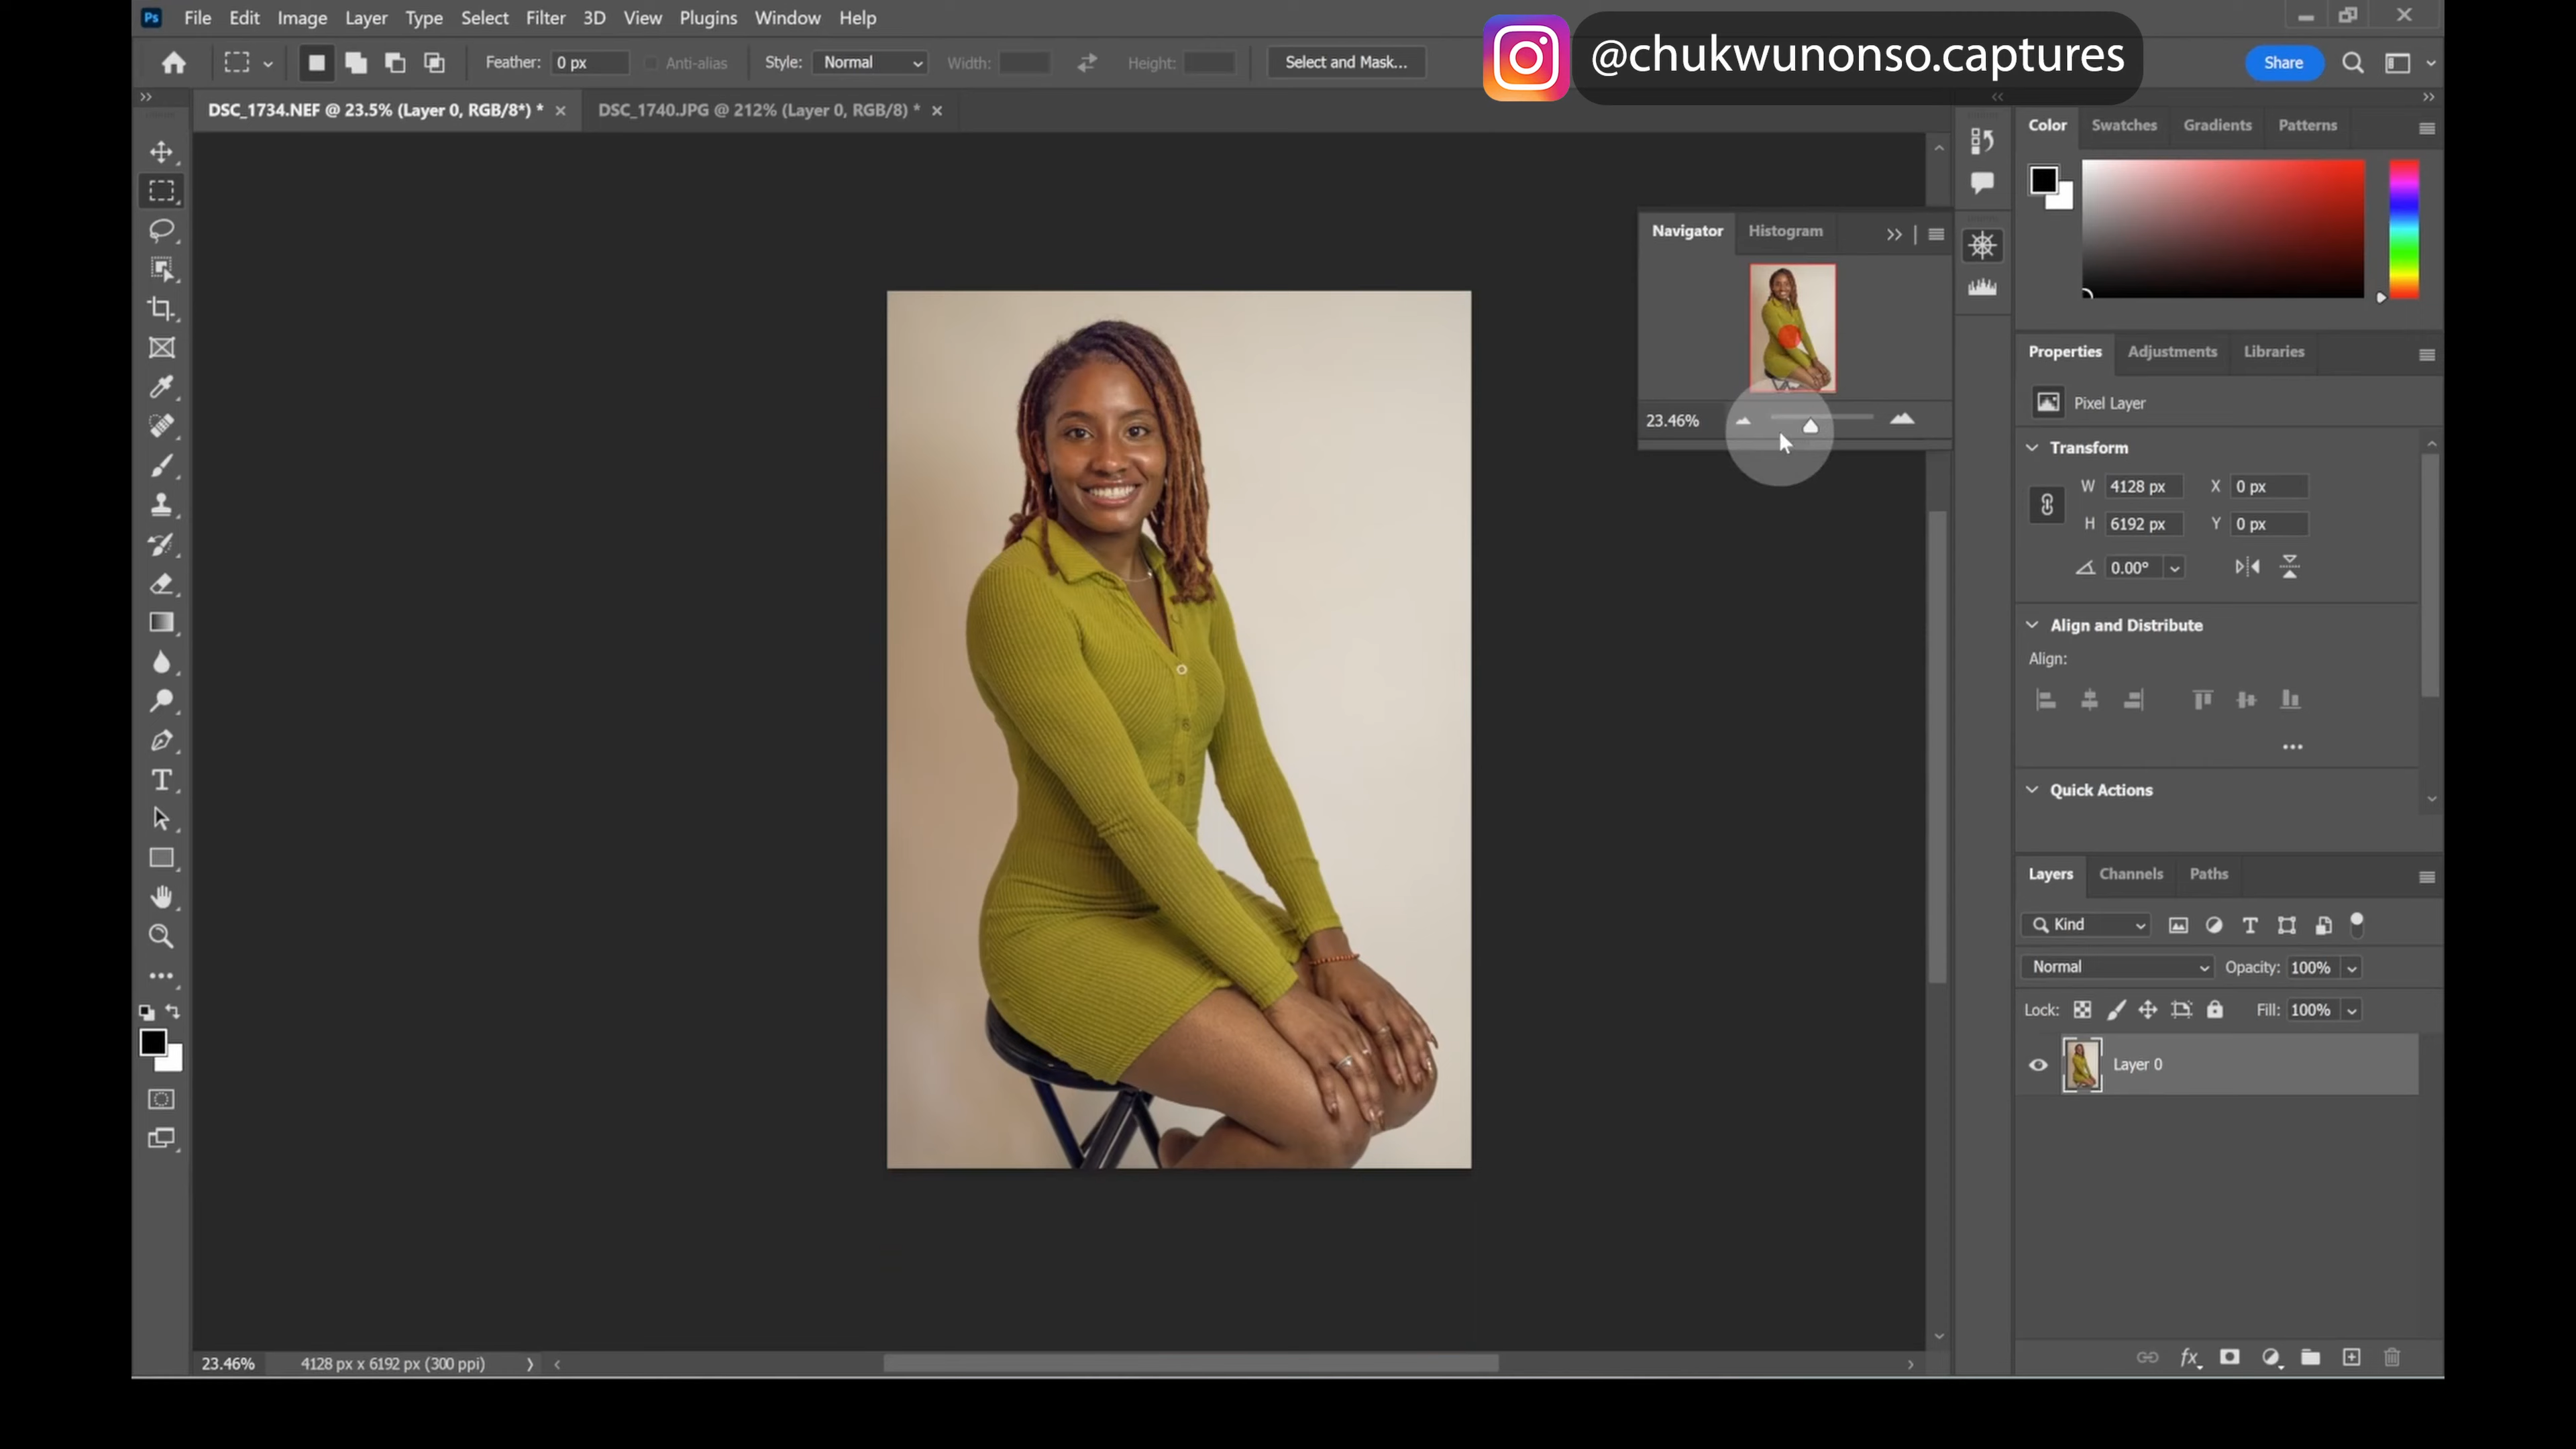 Ps File Edit Image Layer Type Select Filter 3D View Plugins Window Help
@chukwunonso.captures
Feather: 0 px Anti-alias Style: Normal Width: Height: Select and Mask... Share
DSC_1734.NEF @ 23.5% (Layer 0, RGB/8*) * DSC_1740.JPG @ 212% (Layer 0, RGB/8) *
Color Swatches Gradients Patterns
Navigator Histogram
23.46%
Properties Adjustments Libraries
Pixel Layer
Transform
W 4128 px X 0 px
H 6192 px Y 0 px
0.00°
Align and Distribute
Align:
Quick Actions
Layers Channels Paths
Kind
Normal Opacity: 100%
Lock: Fill: 100%
Layer 0
23.46% 4128 px x 6192 px (300 ppi)
fx